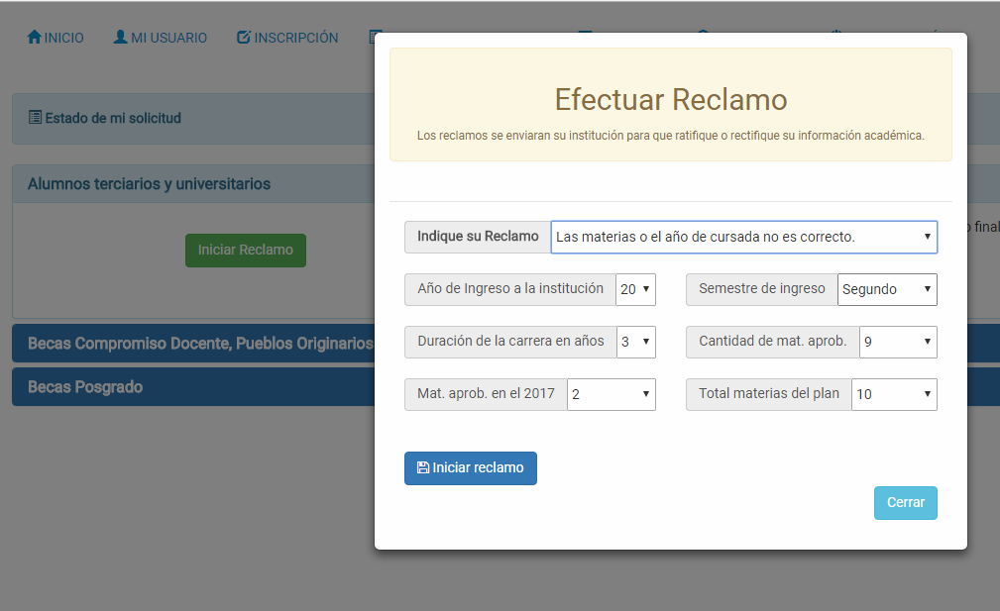 INICIO MI USUARIO INSCRIPCIÓN
Estado de mi solicitud
Alumnos terciarios y universitarios
Iniciar Reclamo
final
Becas Compromiso Docente, Pueblos Originarios
Becas Posgrado
Efectuar Reclamo
Los reclamos se enviaran su institución para que ratifique o rectifique su información académica.
Indique su Reclamo Las materias o el año de cursada no es correcto.
Año de Ingreso a la institución 20 Semestre de ingreso Segundo
Duración de la carrera en años 3 Cantidad de mat. aprob. 9
Mat. aprob. en el 2017 2 Total materias del plan 10
Iniciar reclamo
Cerrar